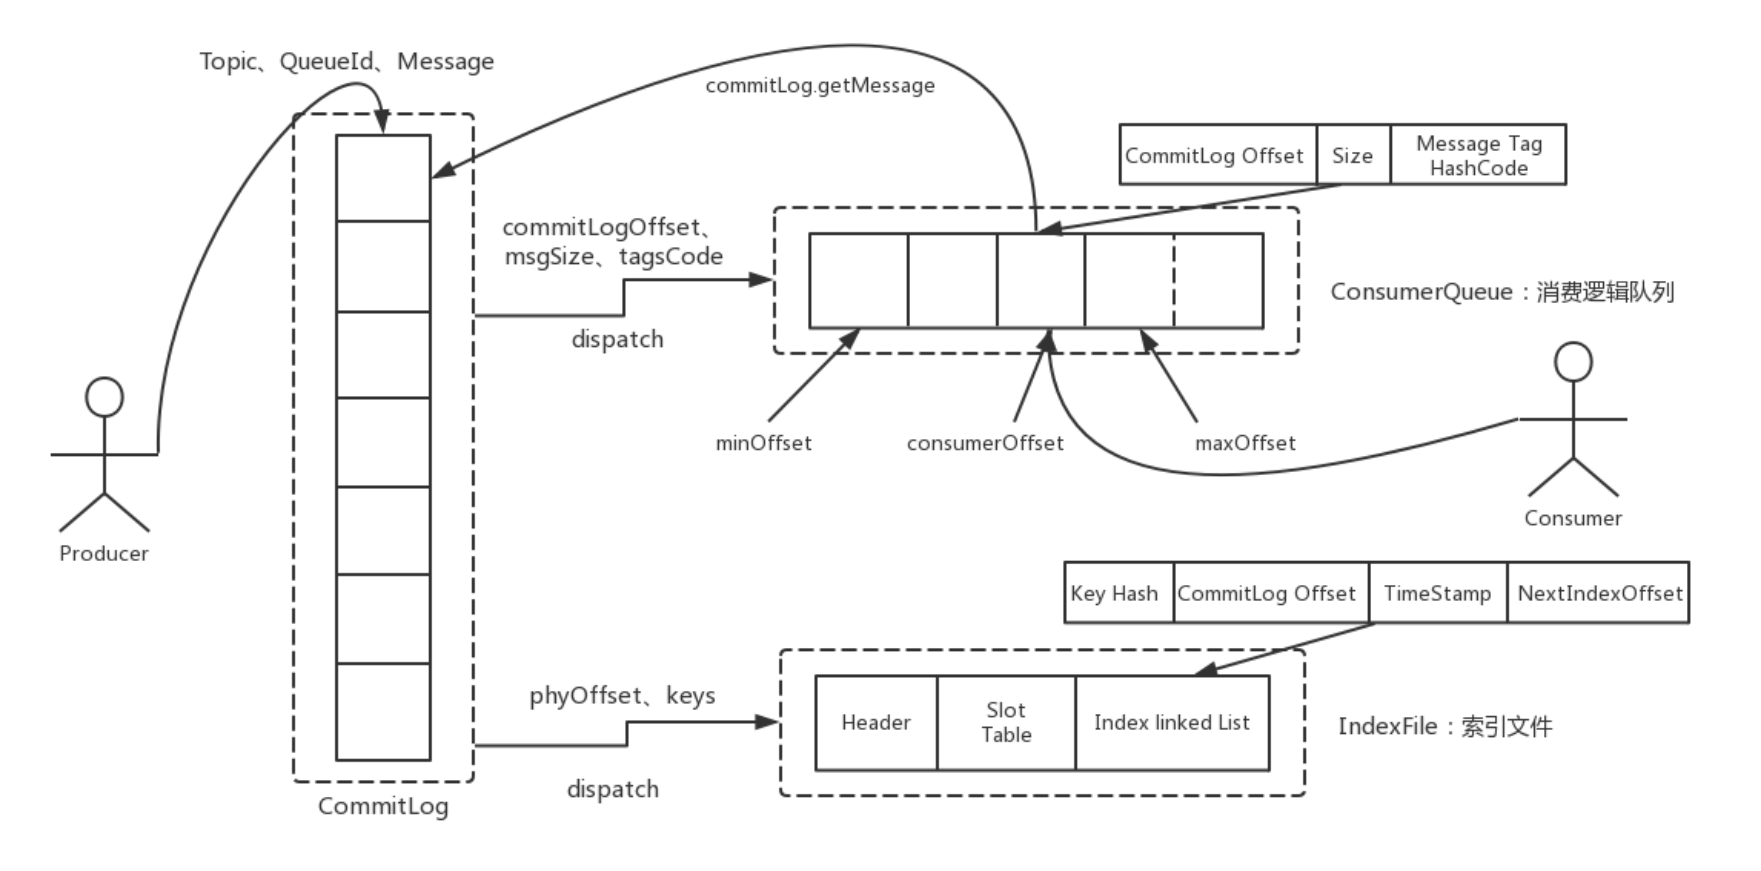 Topic、QueueId、Message
commitLog.getMessage
CommitLog Offset
Size
Message Tag
HashCode
commitLogOffset、
msgSize、tagsCode
dispatch
ConsumerQueue：消费逻辑队列
minOffset
consumerOffset
maxOffset
Producer
Consumer
Key Hash
CommitLog Offset
TimeStamp
NextIndexOffset
phyOffset、keys
dispatch
Header
Slot
Table
Index linked List
IndexFile：索引文件
CommitLog